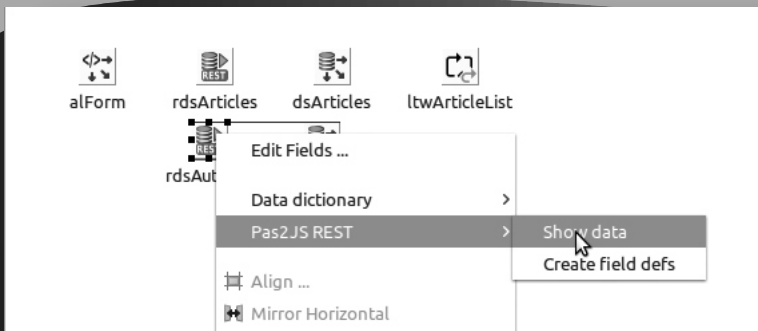 REST
alForm rdsArticles dsArticles ltwArticleList
RES
rdsAut
Edit Fields ...
Data dictionary
Pas2JS REST
Show data
Create field defs
Align ...
Mirror Horizontal